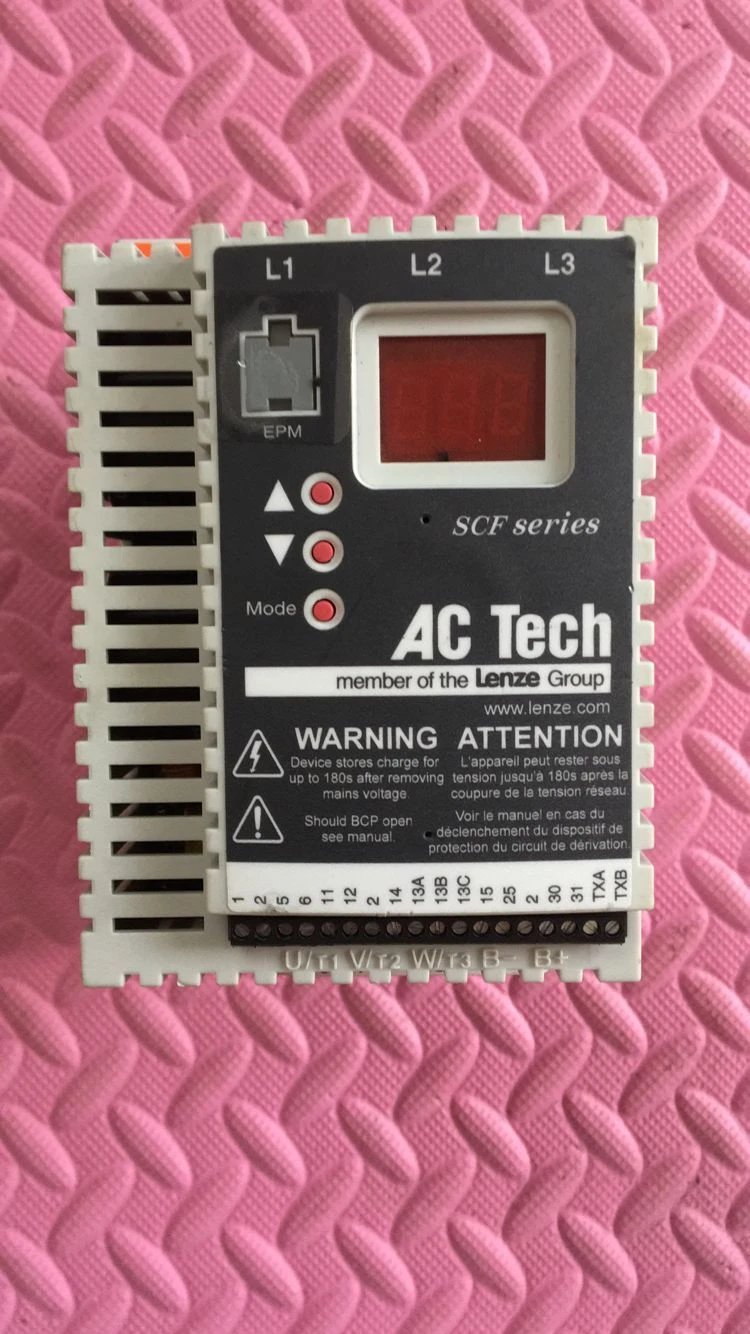 L1 L2 L3
EPM
SCF series
Mode
AC Tech
member of the Lenze Group
www.lenze.com
WARNING
Device stores charge for
up to 180s after removing
mains voltage.
Should BCP open
see manual.
ATTENTION
L'appareil peut rester sous
tension jusqu'à 180s après la
coupure de la tension réseau.
Voir le manuel en cas du
déclenchement du dispositif de
protection du circuit de dérivation.
1 2 5 6 11 12 2 14 13A 13B 13C 15 25 2 30 31 TXA TXB
U/T1 V/T2 W/T3 B- B+